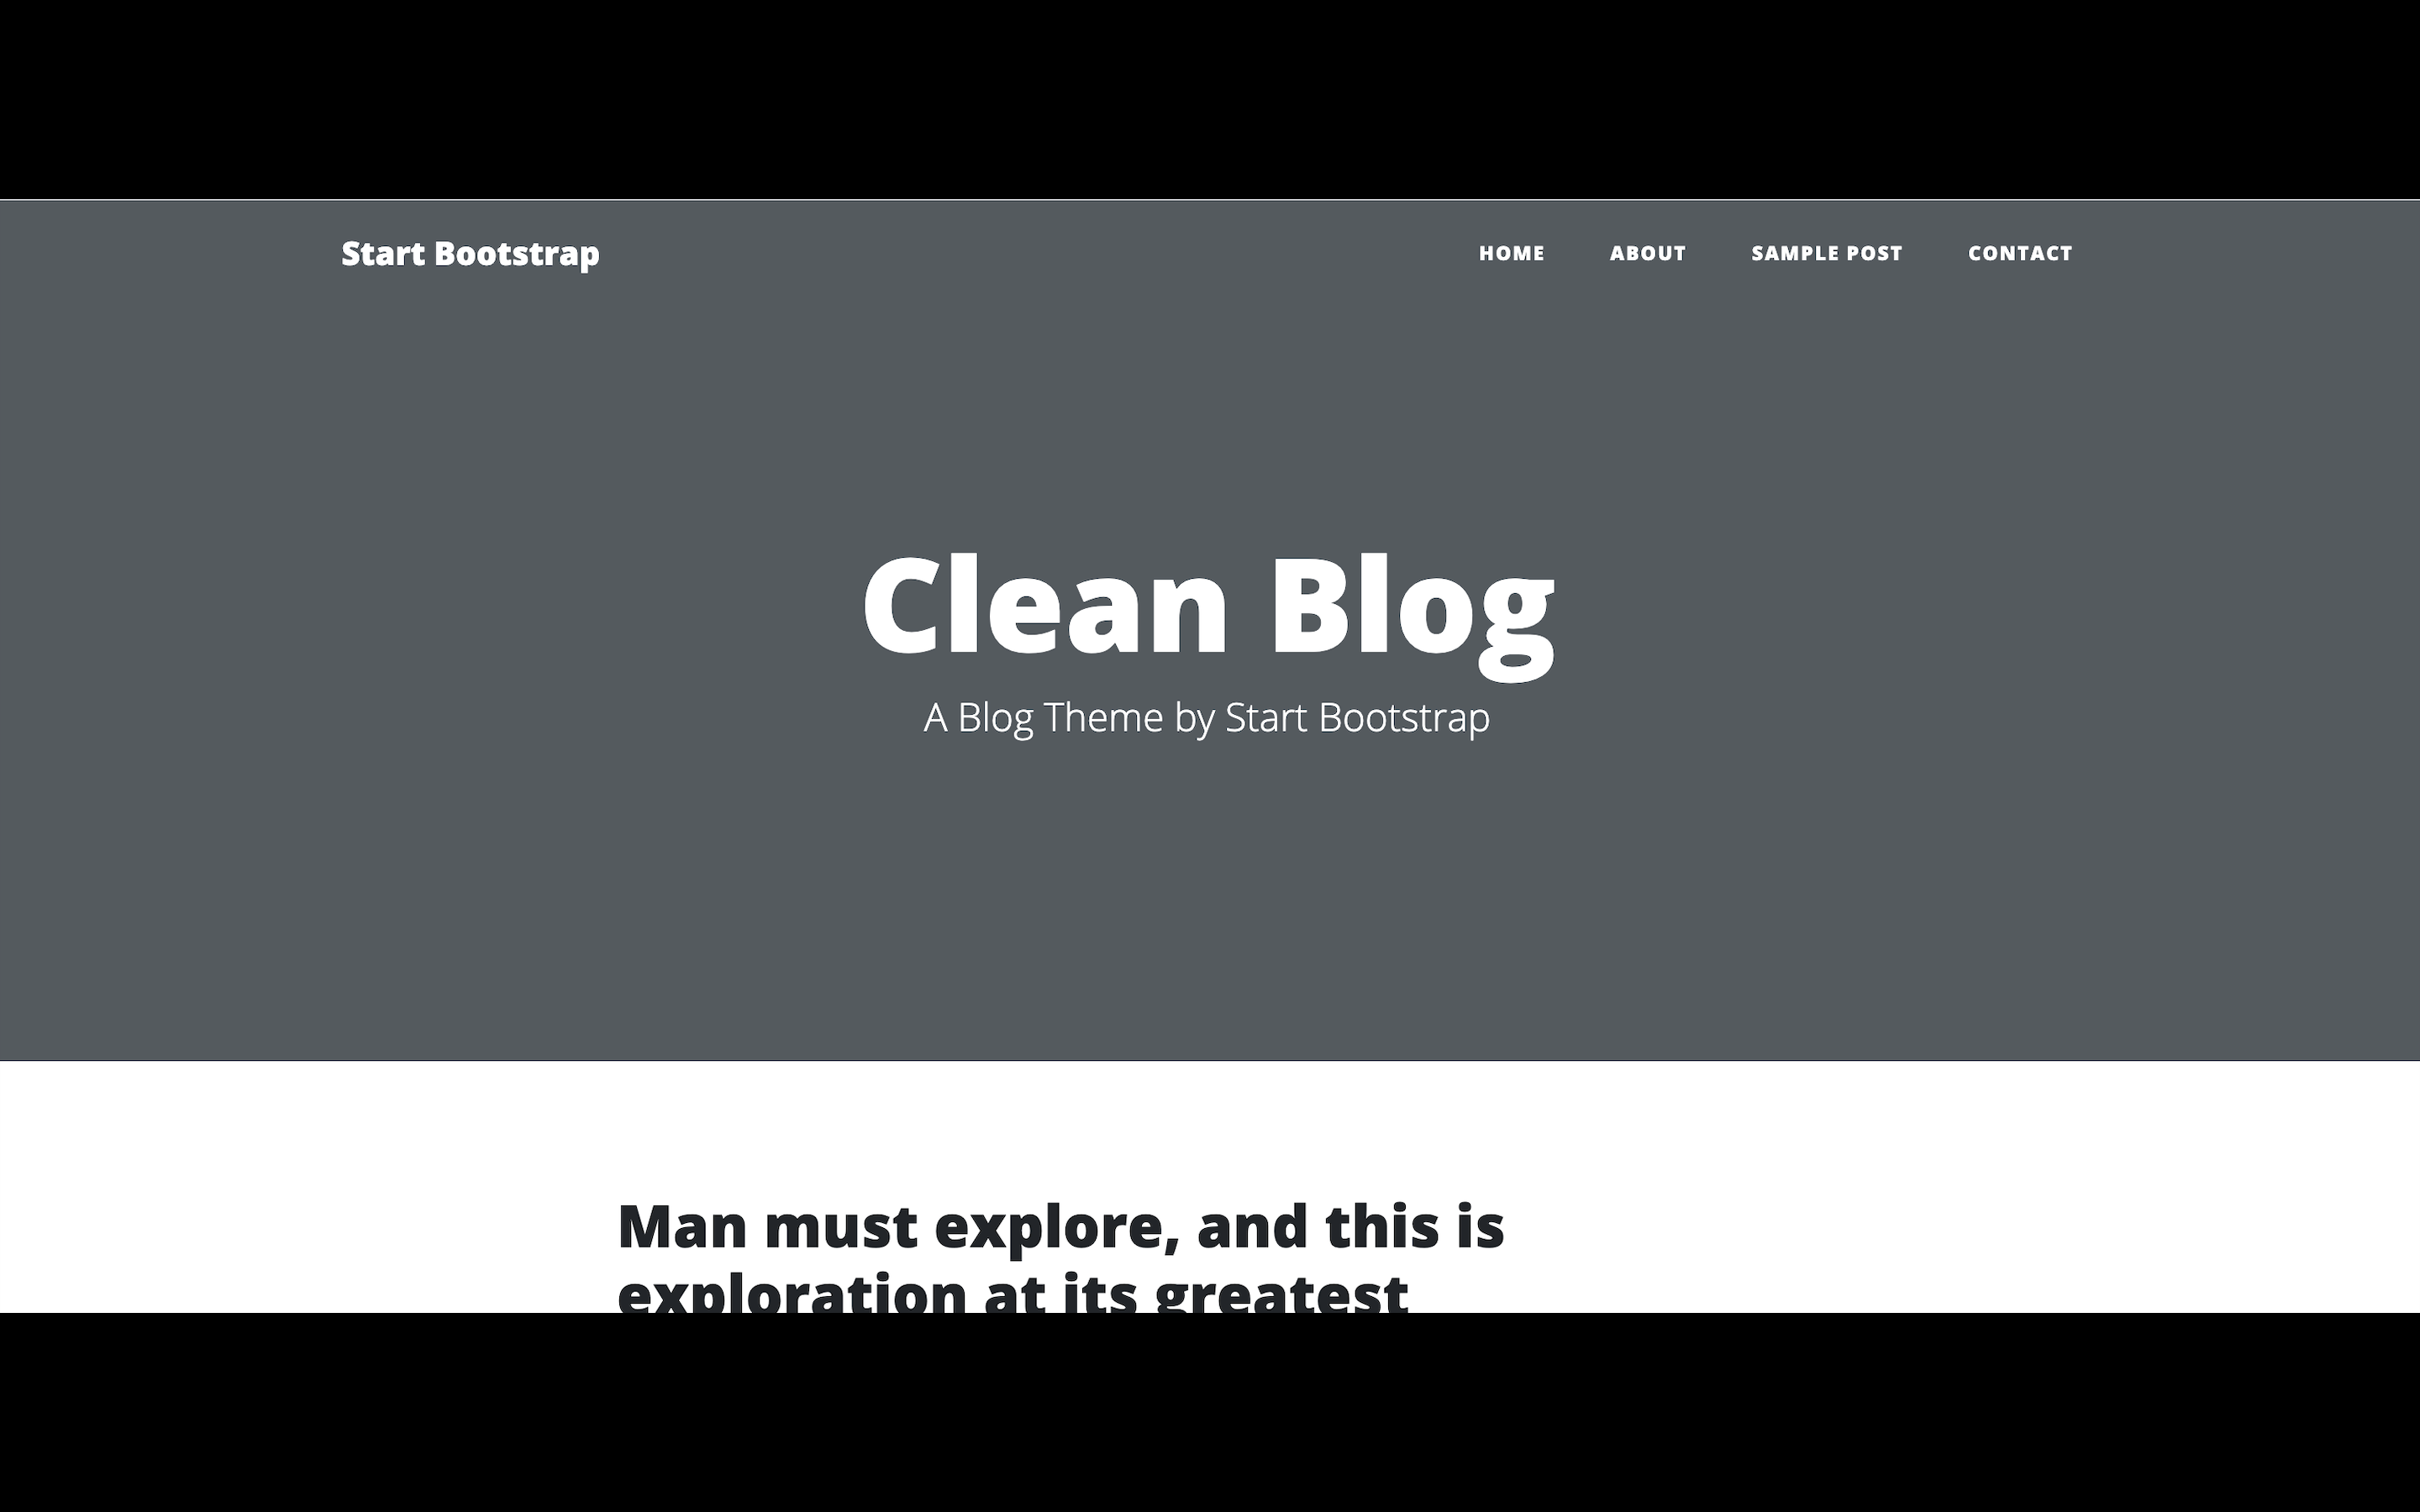 Start Bootstrap
HOME ABOUT SAMPLE POST CONTACT
Clean Blog
A Blog Theme by Start Bootstrap
Man must explore, and this is
exploration at its greatest